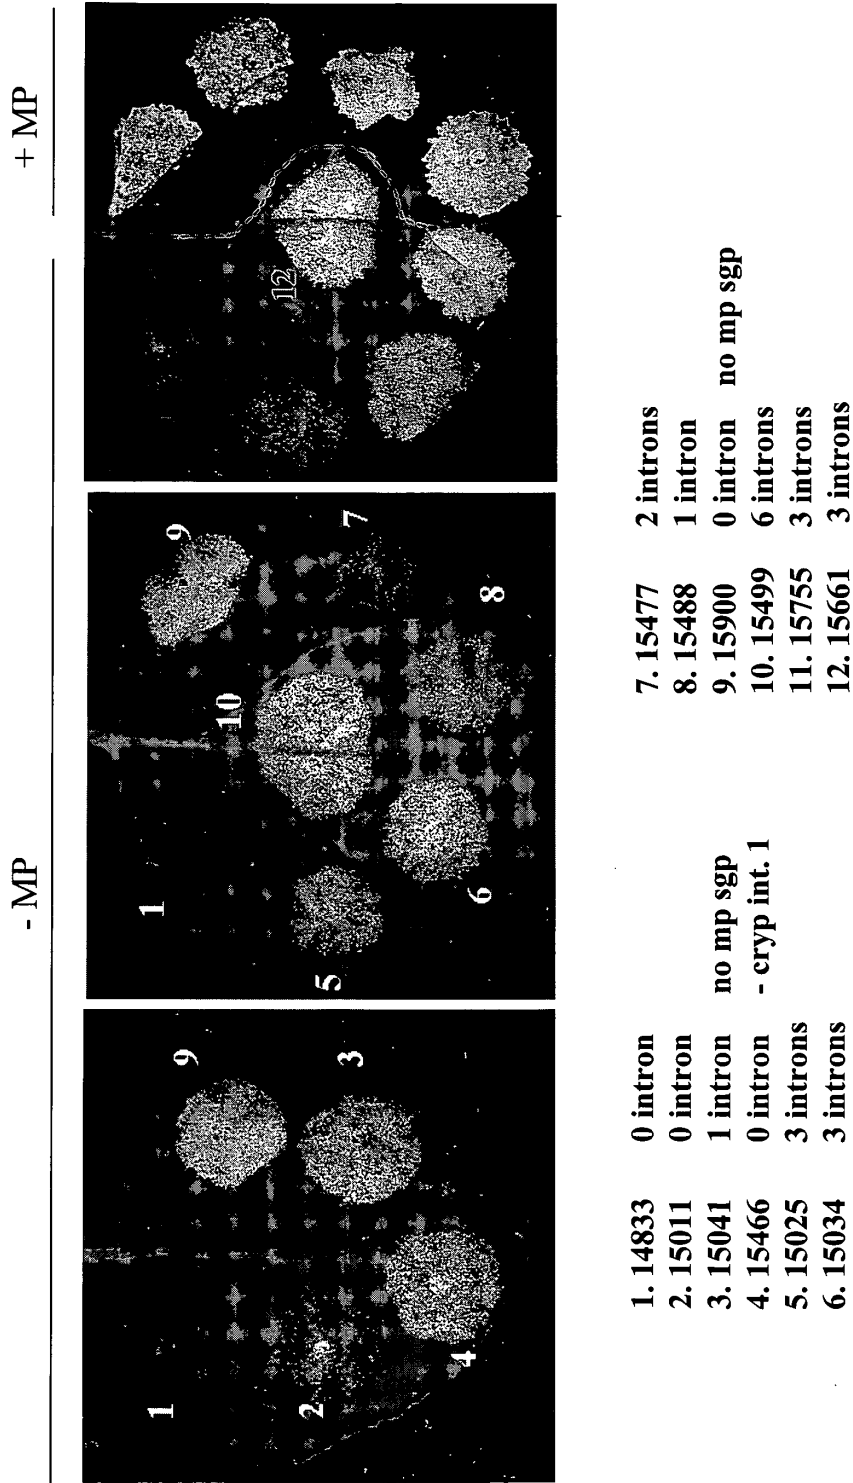 - MP
+ MP
1
9
2
3
4
1
10
9
5
7
6
8
12
1. 14833 0 intron
2. 15011 0 intron
3. 15041 1 intron no mp sgp
4. 15466 0 intron - cryp int. 1
5. 15025 3 introns
6. 15034 3 introns
7. 15477 2 introns
8. 15488 1 intron
9. 15900 0 intron no mp sgp
10. 15499 6 introns
11. 15755 3 introns
12. 15661 3 introns